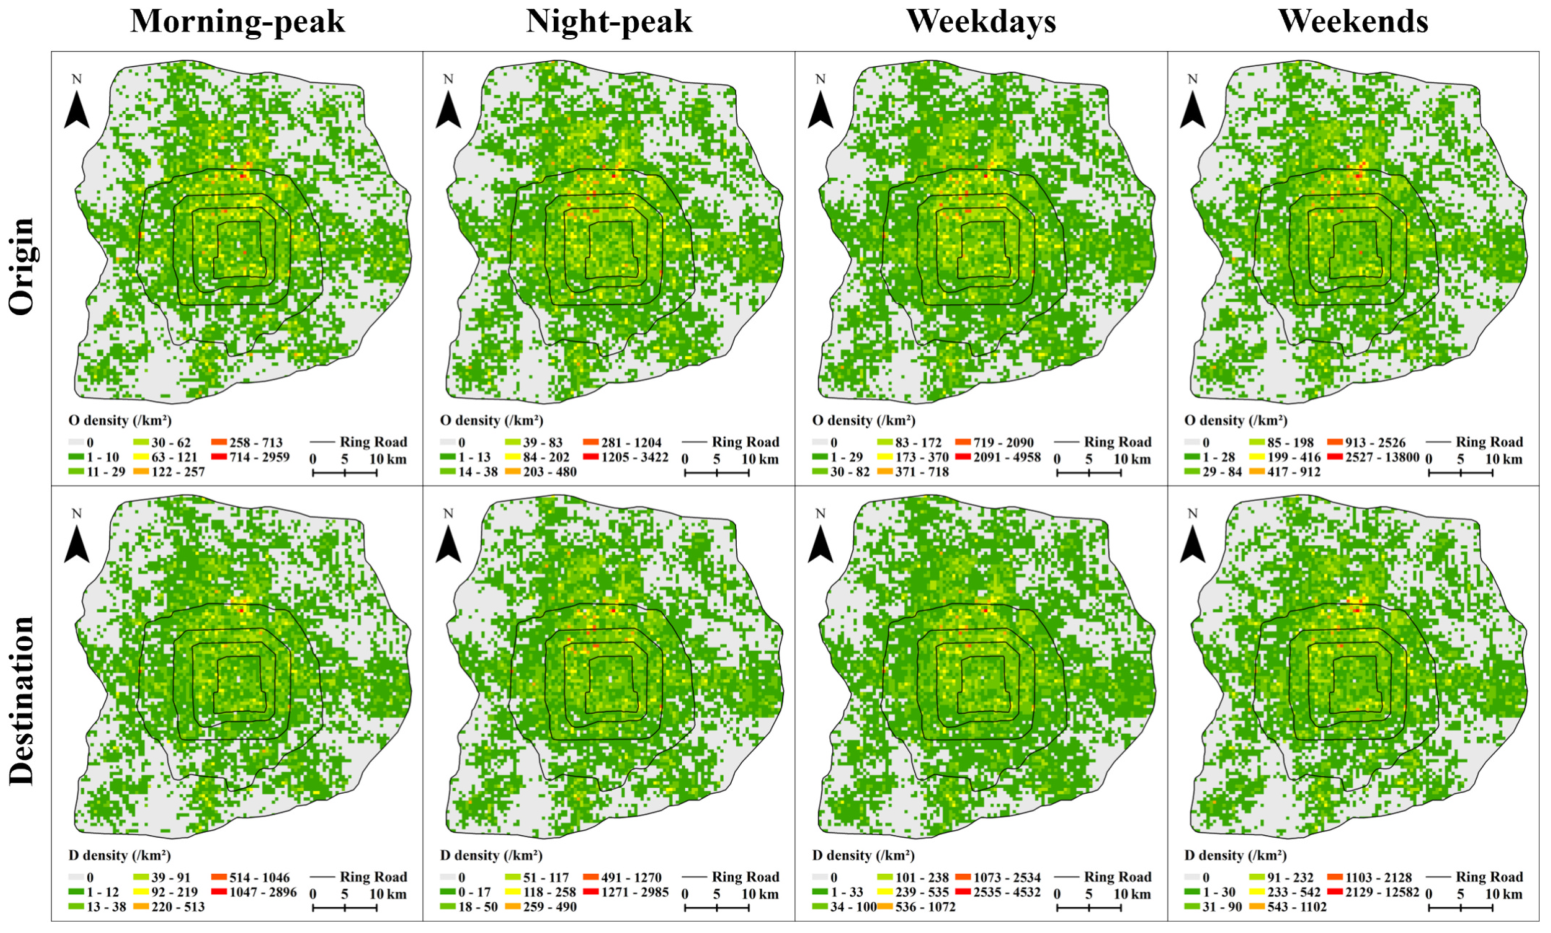 Morning-peak Night-peak Weekdays Weekends
Origin
N N N N
O density (/km²) O density (/km²) O density (/km²) O density (/km²)
0 30 - 62 258 - 713 Ring Road 0 39 - 83 281 - 1204 Ring Road 0 83 - 172 719 - 2090 Ring Road 0 85 - 198 913 - 2526 Ring Road
1 - 10 63 - 121 714 - 2959 0 5 10 km 1 - 13 84 - 202 1205 - 3422 0 5 10 km 1 - 29 173 - 370 2091 - 4958 0 5 10 km 1 - 28 199 - 416 2527 - 13800 0 5 10 km
11 - 29 122 - 257 14 - 38 203 - 480 30 - 82 371 - 718 29 - 84 417 - 912
Destination
N N N N
D density (/km²) D density (/km²) D density (/km²) D density (/km²)
0 39 - 91 514 - 1046 Ring Road 0 51 - 117 491 - 1270 Ring Road 0 101 - 238 1073 - 2534 Ring Road 0 91 - 232 1103 - 2128 Ring Road
1 - 12 92 - 219 1047 - 2896 0 5 10 km 0 - 17 118 - 258 1271 - 2985 0 5 10 km 1 - 33 239 - 535 2535 - 4532 0 5 10 km 1 - 30 233 - 542 2129 - 12582 0 5 10 km
13 - 38 220 - 513 18 - 50 259 - 490 34 - 100 536 - 1072 31 - 90 543 - 1102